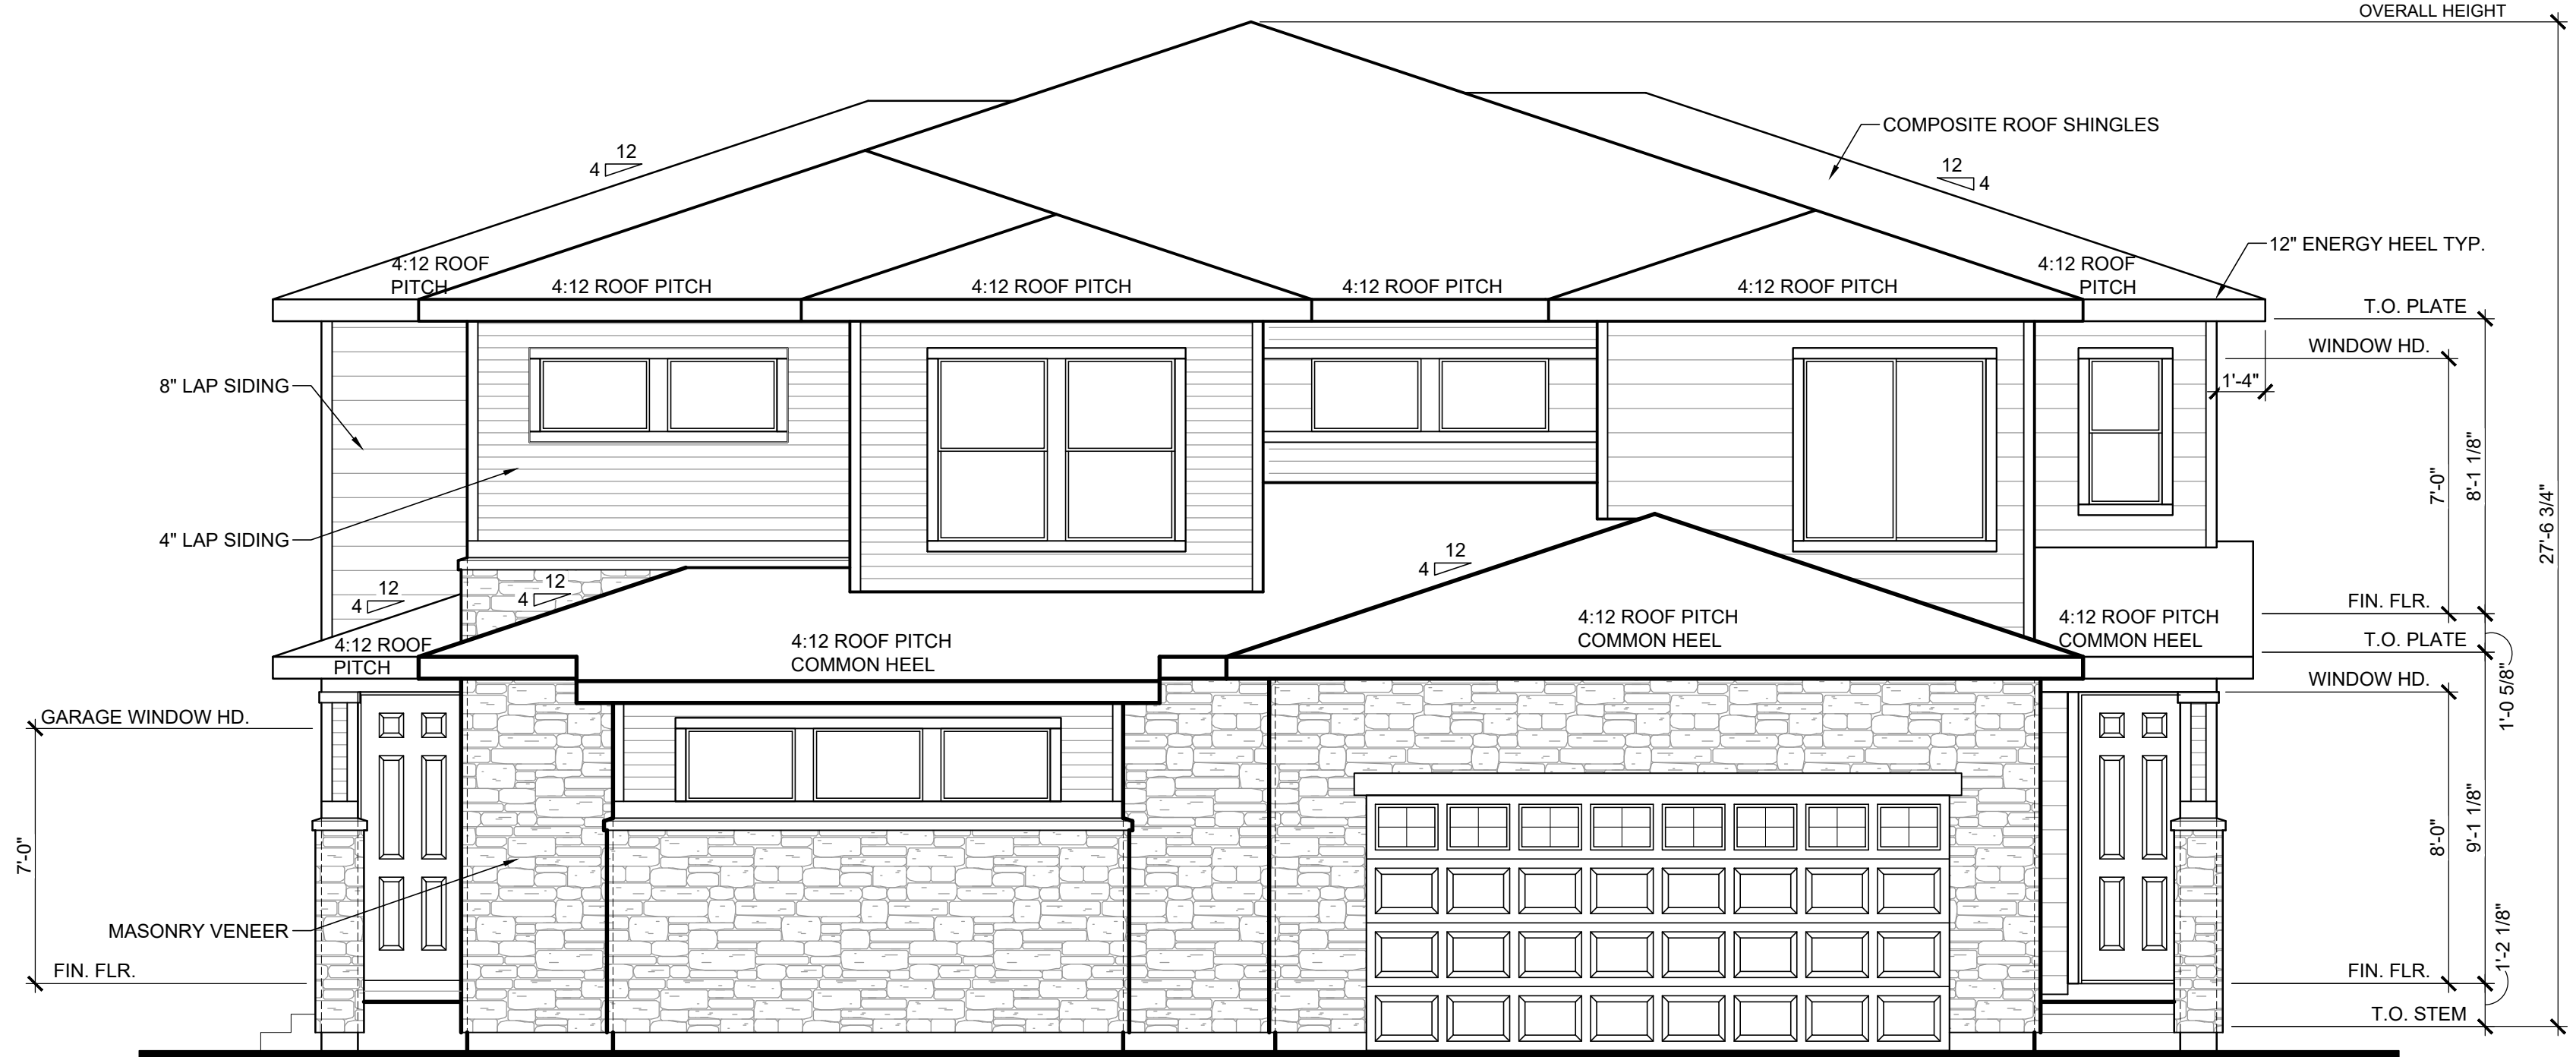 OVERALL HEIGHT
COMPOSITE ROOF SHINGLES
12
4
12
4
12" ENERGY HEEL TYP.
4:12 ROOF
PITCH
4:12 ROOF PITCH
4:12 ROOF PITCH
4:12 ROOF PITCH
4:12 ROOF PITCH
4:12 ROOF
PITCH
T.O. PLATE
WINDOW HD.
1'-4"
8" LAP SIDING
4" LAP SIDING
7'-0"
8'-1 1/8"
27'-6 3/4"
12
4
12
4
12
4
FIN. FLR.
T.O. PLATE
WINDOW HD.
1'-0 5/8"
4:12 ROOF
PITCH
4:12 ROOF PITCH
COMMON HEEL
4:12 ROOF PITCH
COMMON HEEL
4:12 ROOF PITCH
COMMON HEEL
GARAGE WINDOW HD.
7'-0"
8'-0"
9'-1 1/8"
MASONRY VENEER
FIN. FLR.
FIN. FLR.
1'-2 1/8"
T.O. STEM